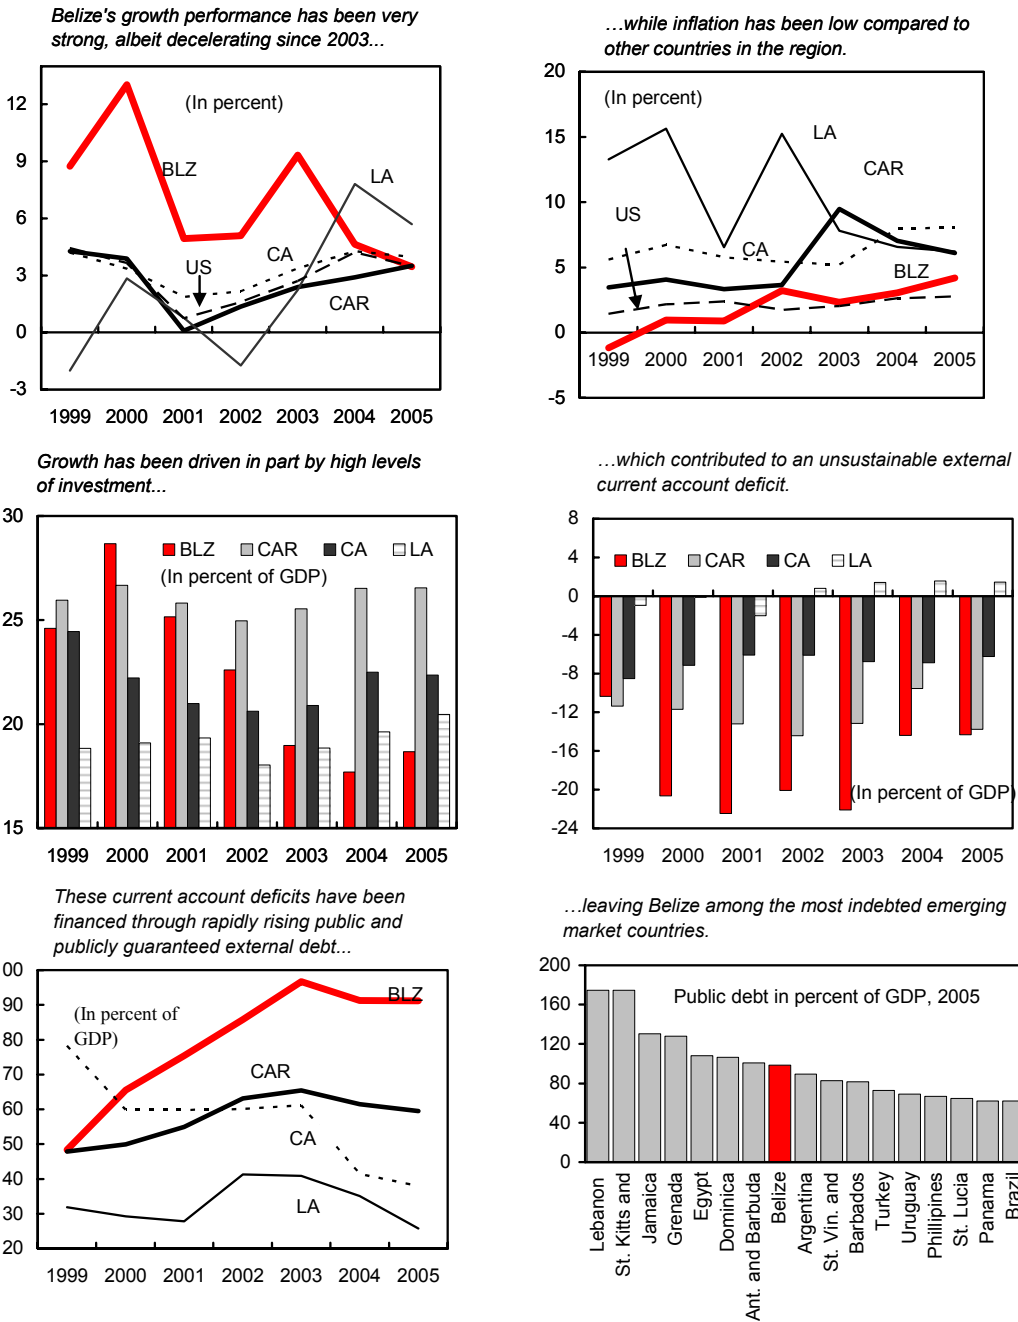 Belize's growth performance has been very
strong, albeit decelerating since 2003...
12
9
6
3
0
-3
(In percent)
BLZ
LA
US
CA
CAR
1999 2000 2001 2002 2003 2004 2005
…while inflation has been low compared to
other countries in the region.
20
15
10
5
0
-5
(In percent)
LA
CAR
US
CA
BLZ
1999 2000 2001 2002 2003 2004 2005
Growth has been driven in part by high levels
of investment...
30
25
20
15
BLZ CAR CA LA
(In percent of GDP)
1999 2000 2001 2002 2003 2004 2005
…which contributed to an unsustainable external
current account deficit.
8
4
0
-4
-8
-12
-16
-20
-24
BLZ CAR CA LA
(In percent of GDP)
1999 2000 2001 2002 2003 2004 2005
These current account deficits have been
financed through rapidly rising public and
publicly guaranteed external debt...
00
90
80
70
60
50
40
30
20
(In percent of
GDP)
BLZ
CAR
CA
LA
1999 2000 2001 2002 2003 2004 2005
…leaving Belize among the most indebted emerging
market countries.
200
160
120
80
40
0
Public debt in percent of GDP, 2005
Lebanon
St. Kitts and
Jamaica
Grenada
Egypt
Dominica
Ant. and Barbuda
Belize
Argentina
St. Vin. and
Barbados
Turkey
Uruguay
Phillipines
St. Lucia
Panama
Brazil